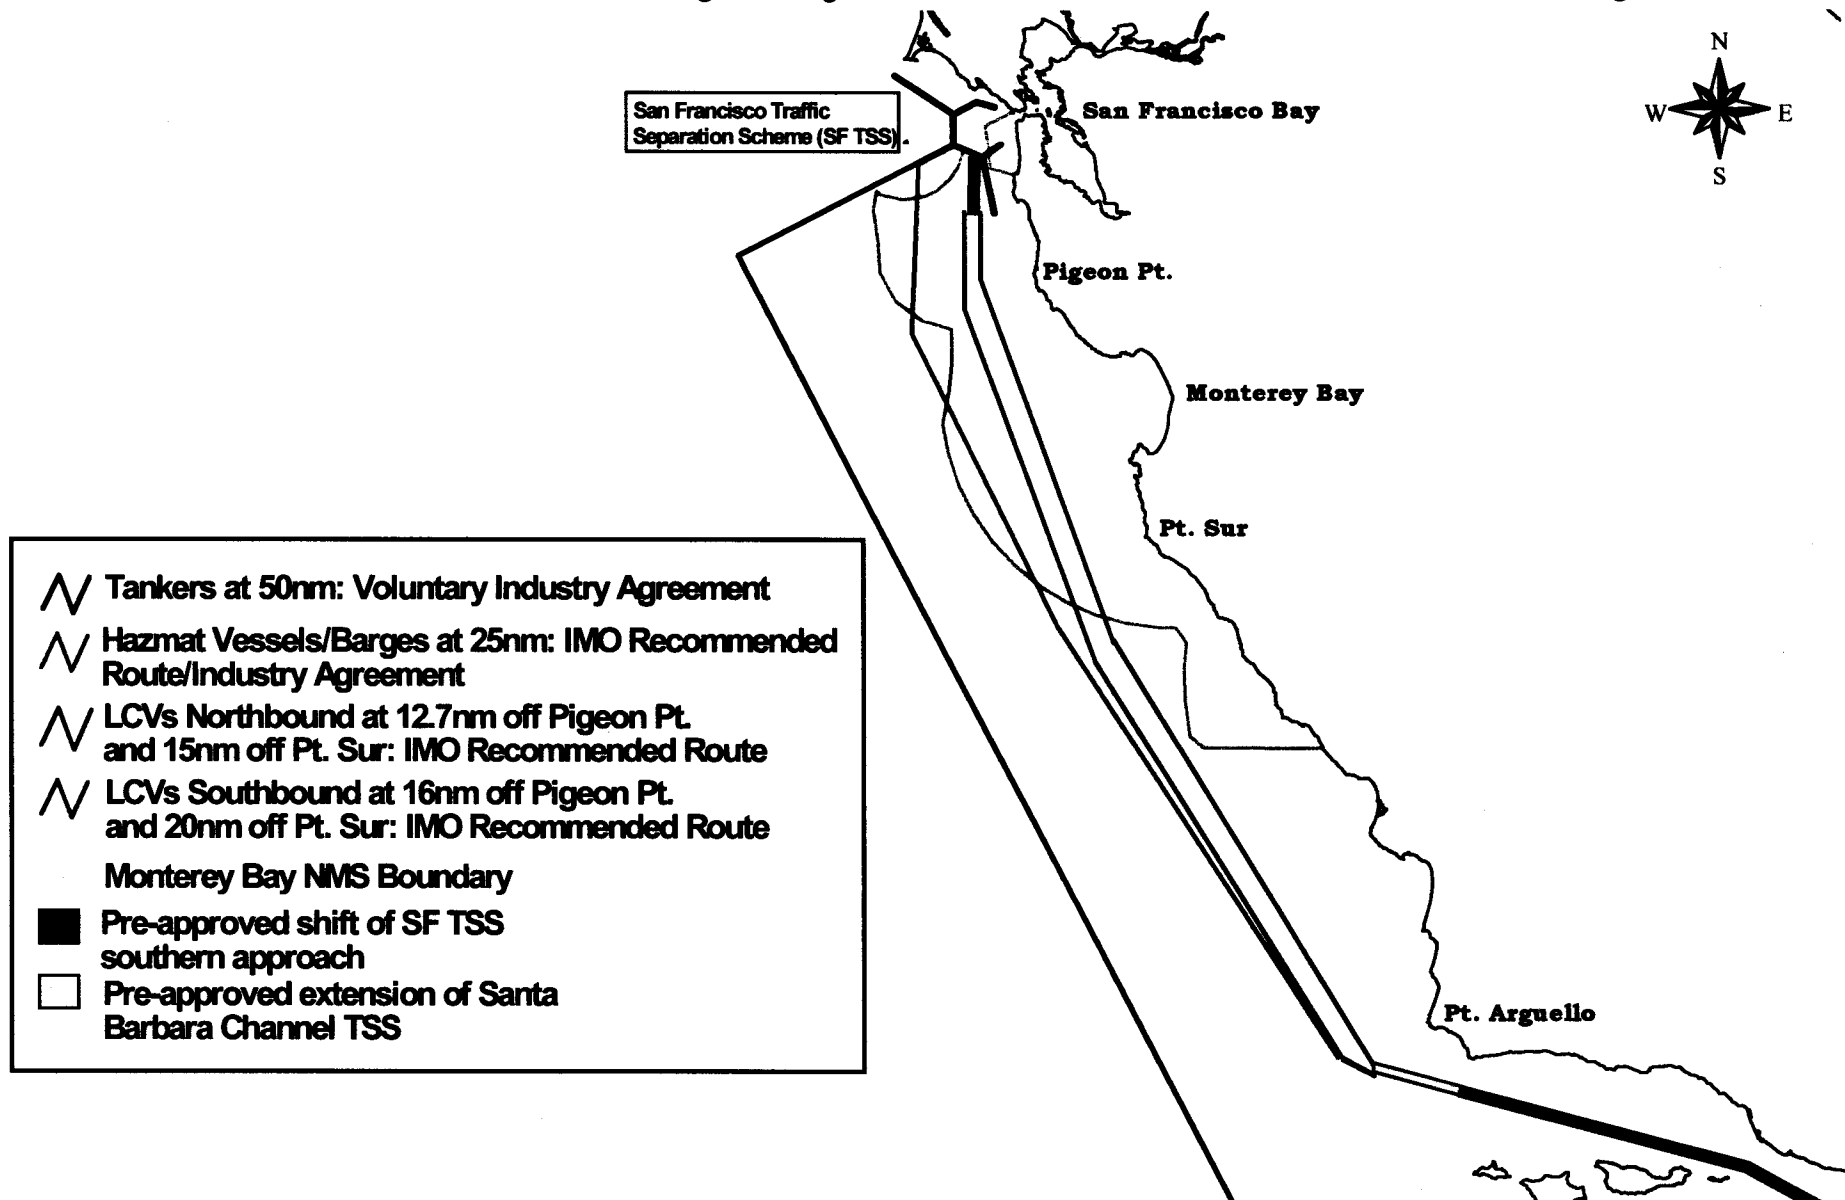 N
W E
S
San Francisco Traffic
Separation Scheme (SF TSS)
San Francisco Bay
Pigeon Pt.
Monterey Bay
Pt. Sur
Tankers at 50nm: Voluntary Industry Agreement
Hazmat Vessels/Barges at 25nm: IMO Recommended
Route/Industry Agreement
LCVs Northbound at 12.7nm off Pigeon Pt.
and 15nm off Pt. Sur: IMO Recommended Route
LCVs Southbound at 16nm off Pigeon Pt.
and 20nm off Pt. Sur: IMO Recommended Route
Monterey Bay NMS Boundary
Pre-approved shift of SF TSS
southern approach
Pre-approved extension of Santa
Barbara Channel TSS
Pt. Arguello